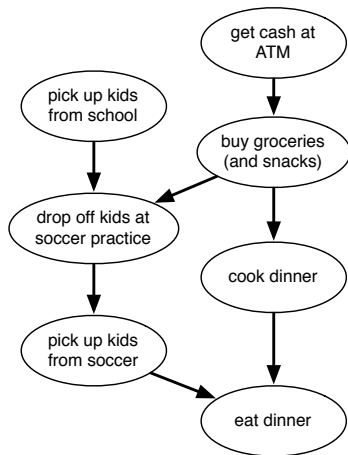 get cash at
ATM
pick up kids
from school
buy groceries
(and snacks)
drop off kids at
soccer practice
cook dinner
pick up kids
from soccer
eat dinner